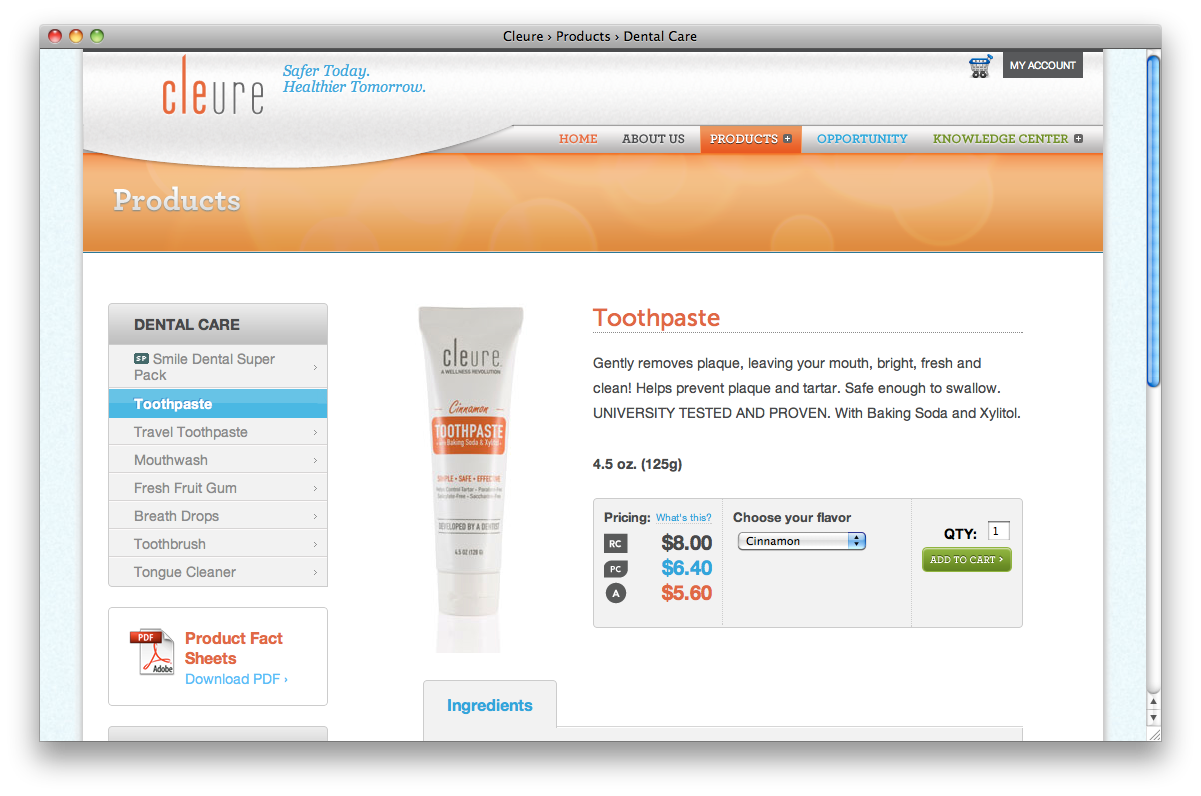 Cleure › Products › Dental Care
cleure
Safer Today.
Healthier Tomorrow.
MY ACCOUNT
HOME
ABOUT US
PRODUCTS
OPPORTUNITY
KNOWLEDGE CENTER
Products
DENTAL CARE
SP Smile Dental Super
Pack
Toothpaste
Travel Toothpaste
Mouthwash
Fresh Fruit Gum
Breath Drops
Toothbrush
Tongue Cleaner
PDF
Adobe
Product Fact
Sheets
Download PDF ›
cleure
A WELLNESS REVOLUTION
Cinnamon
TOOTHPASTE
with Baking Soda & Xylitol
SIMPLE • SAFE • EFFECTIVE
DEVELOPED BY A DENTIST
Toothpaste
Gently removes plaque, leaving your mouth, bright, fresh and
clean! Helps prevent plaque and tartar. Safe enough to swallow.
UNIVERSITY TESTED AND PROVEN. With Baking Soda and Xylitol.
4.5 oz. (125g)
Pricing: What's this?
RC $8.00
PC $6.40
A $5.60
Choose your flavor
Cinnamon
QTY: 1
ADD TO CART ›
Ingredients